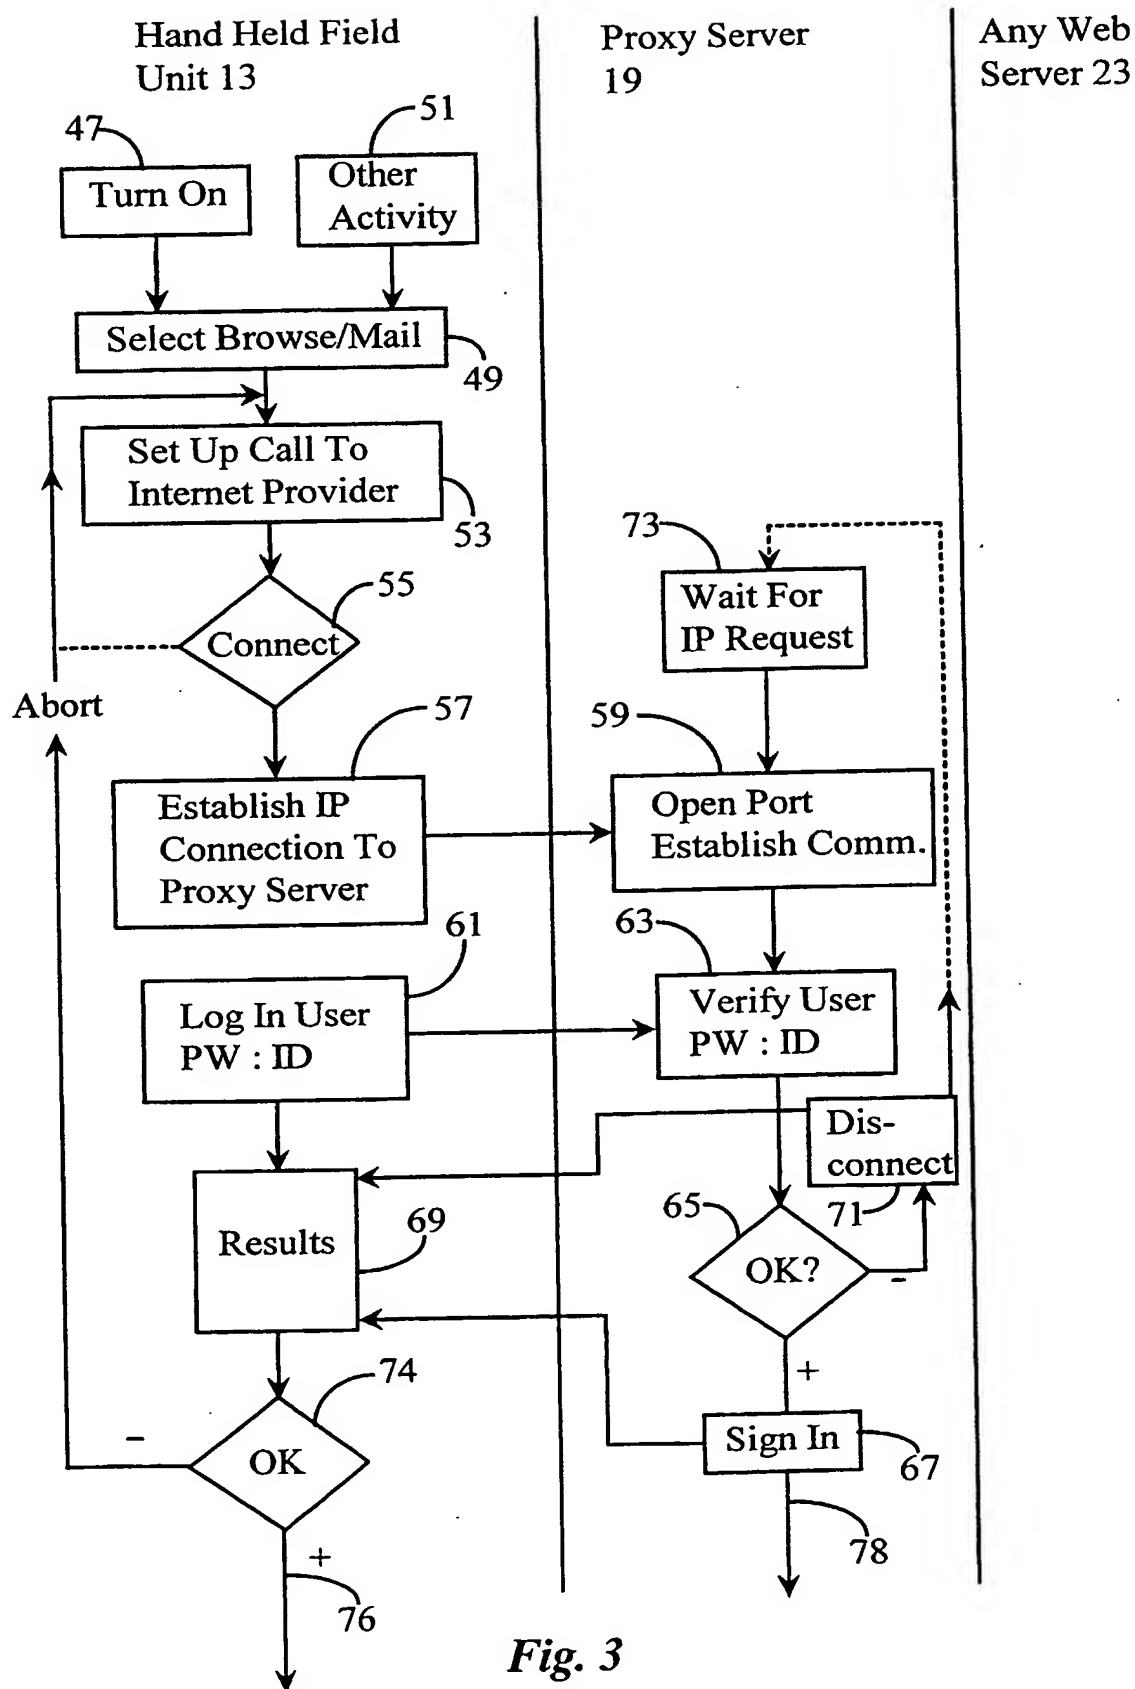 Hand Held Field
Unit 13
Proxy Server
19
Any Web
Server 23
47
51
Turn On
Other
Activity
Select Browse/Mail
49
Set Up Call To
Internet Provider
53
73
Wait For
IP Request
55
Connect
Abort
57
59
Establish IP
Connection To
Proxy Server
Open Port
Establish Comm.
61
63
Log In User
PW : ID
Verify User
PW : ID
Dis-
connect
71
65
OK?
-
69
Results
+
74
-
OK
Sign In
67
78
+
76
Fig. 3